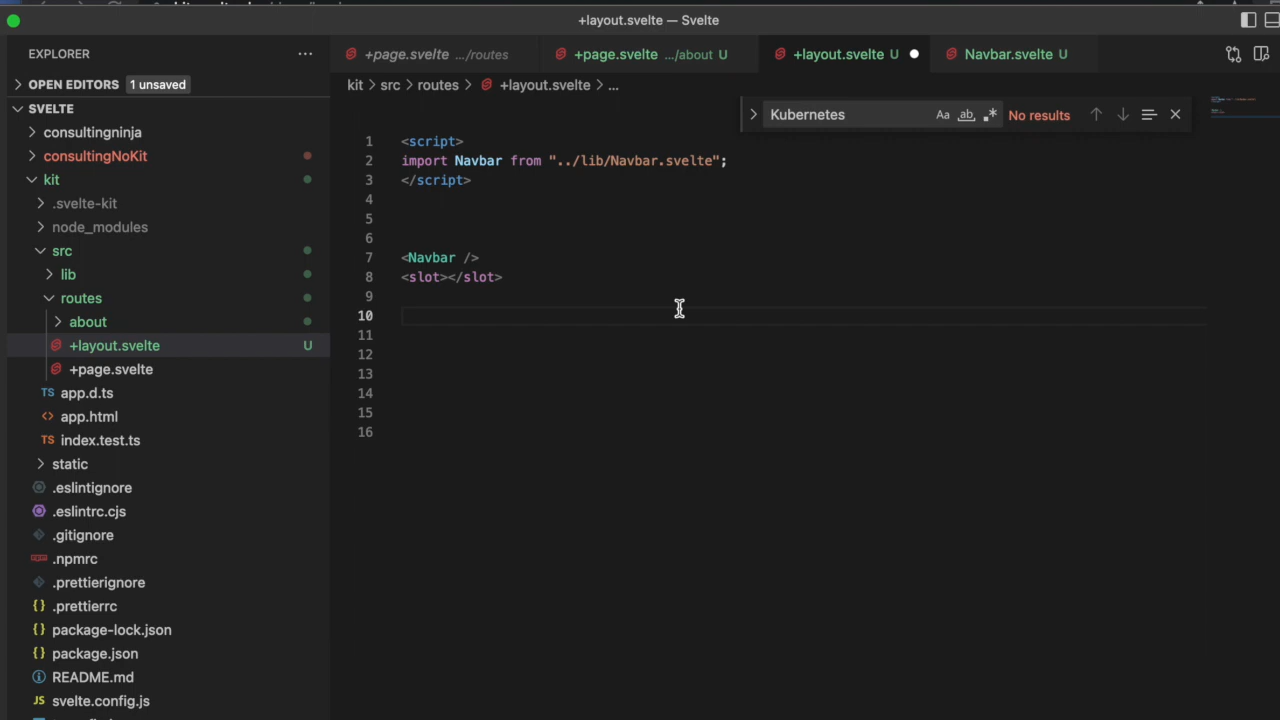 +layout.svelte — Svelte
EXPLORER
OPEN EDITORS 1 unsaved
SVELTE
consultingninja
consultingNoKit
kit
.svelte-kit
node_modules
src
lib
routes
about
+layout.svelte U
+page.svelte
TS app.d.ts
<> app.html
TS index.test.ts
static
.eslintignore
.eslintrc.cjs
.gitignore
.npmrc
.prettierignore
{} .prettierrc
{} package-lock.json
{} package.json
README.md
JS svelte.config.js
+page.svelte .../routes
+page.svelte .../about U
+layout.svelte U
Navbar.svelte U
kit > src > routes > +layout.svelte > ...
Kubernetes Aa ab .* No results
1 <script>
2 import Navbar from "../lib/Navbar.svelte";
3 </script>
4
5
6
7 <Navbar />
8 <slot></slot>
9
10
11
12
13
14
15
16